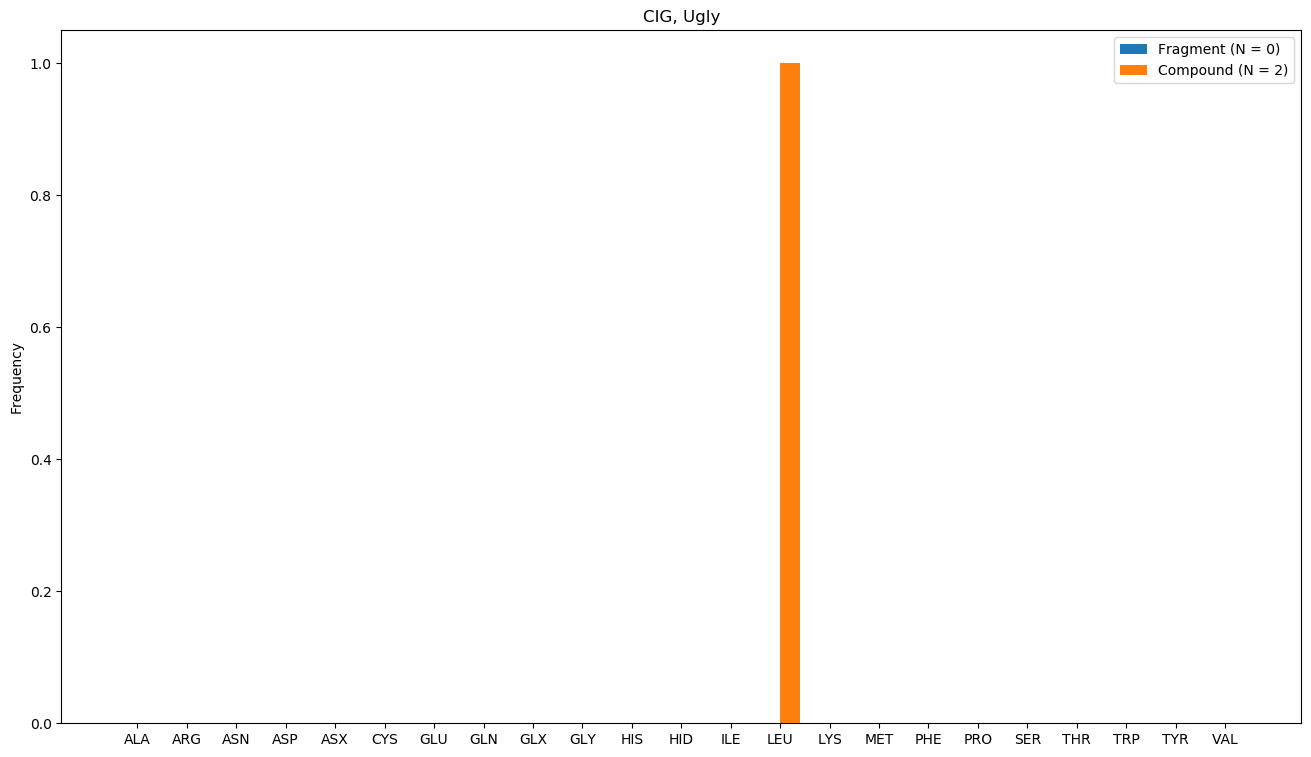 CIG, Ugly
Fragment (N = 0)
Compound (N = 2)
Frequency
1.0
0.8
0.6
0.4
0.2
0.0
ALA ARG ASN ASP ASX CYS GLU GLN GLX GLY HIS HID ILE LEU LYS MET PHE PRO SER THR TRP TYR VAL